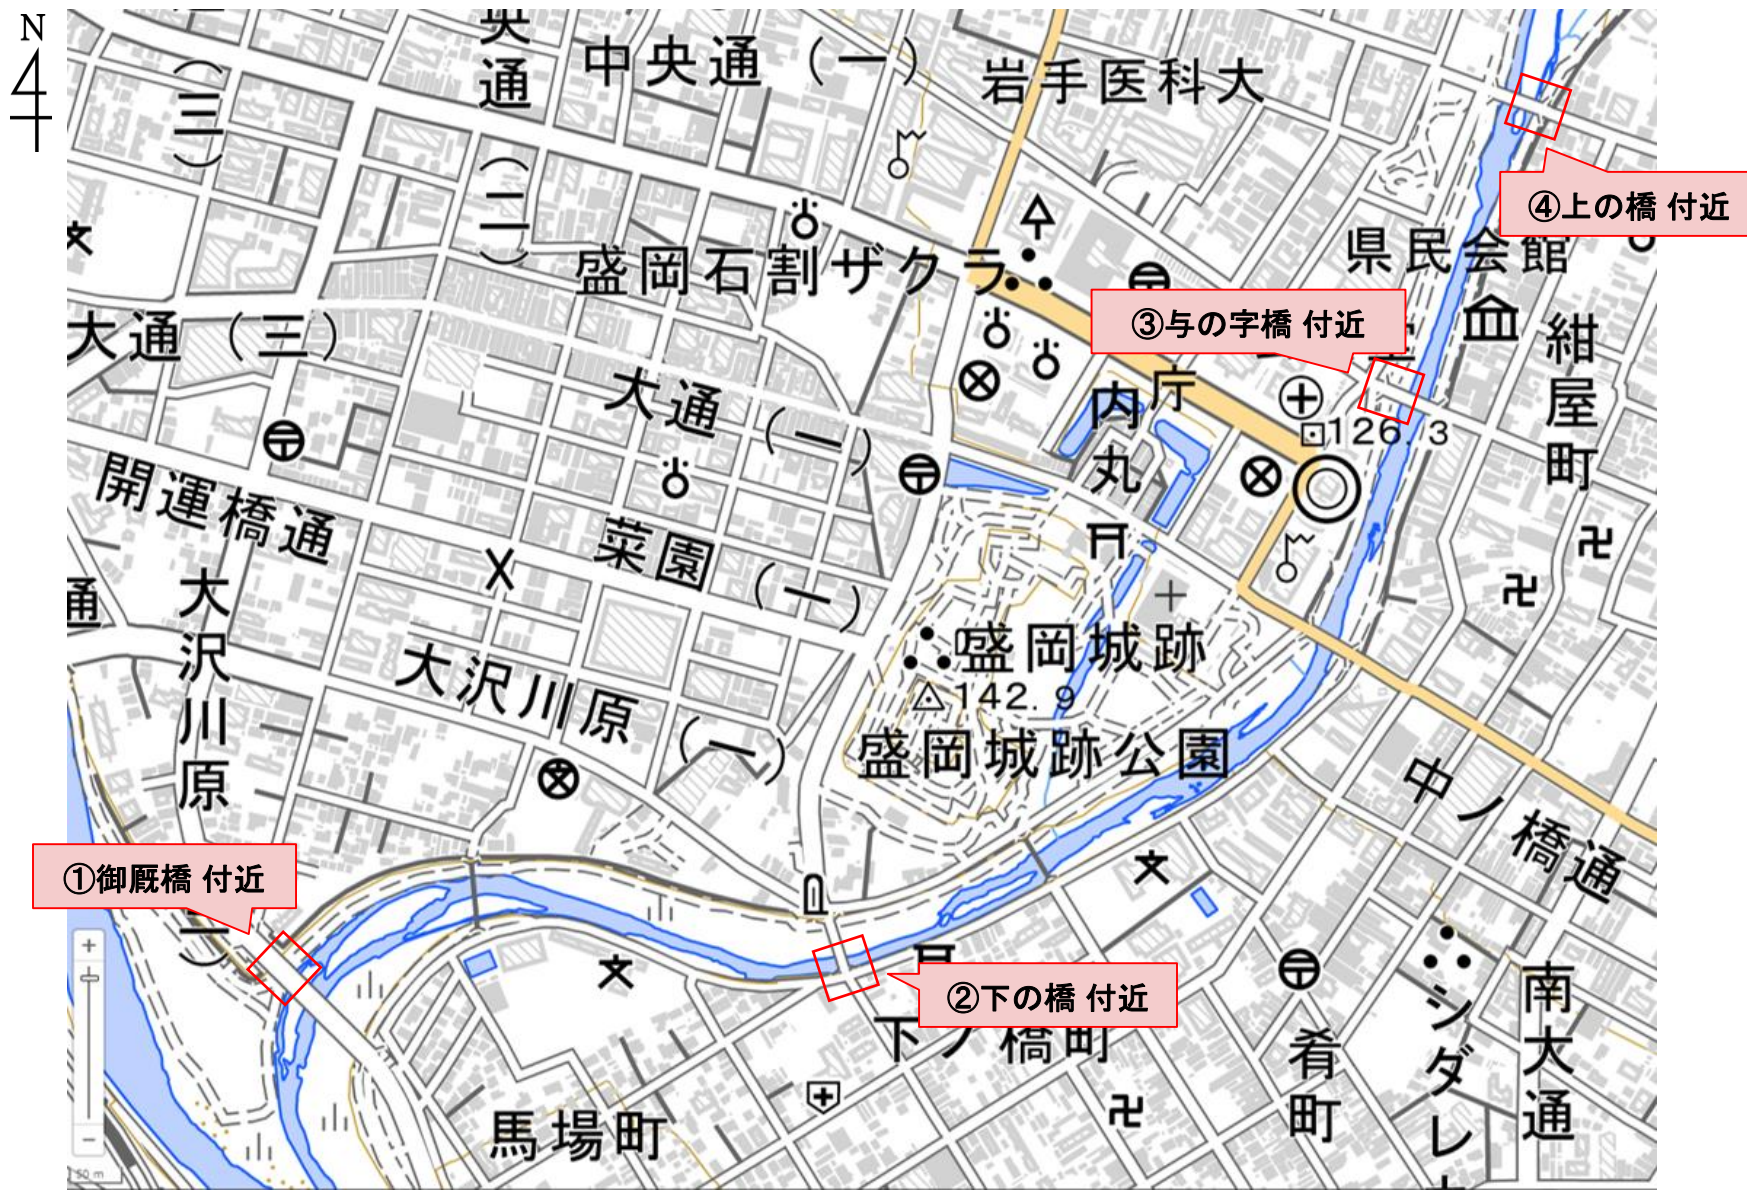 N
央通
中央通（一）
岩手医科大
（三）
（二）
④上の橋 付近
盛岡石割ザクラ
県民会館
大通（三）
③与の字橋 付近
紺屋町
大通（一）
内丸
庁
126.3
開運橋通
菜園（一）
通
大沢川原
盛岡城跡
142.9
大沢川原（一）
盛岡城跡公園
中ノ橋通
①御厩橋 付近
二）
②下の橋 付近
下ノ橋町
南大通
シダレ
肴町
馬場町
+
−
50 m